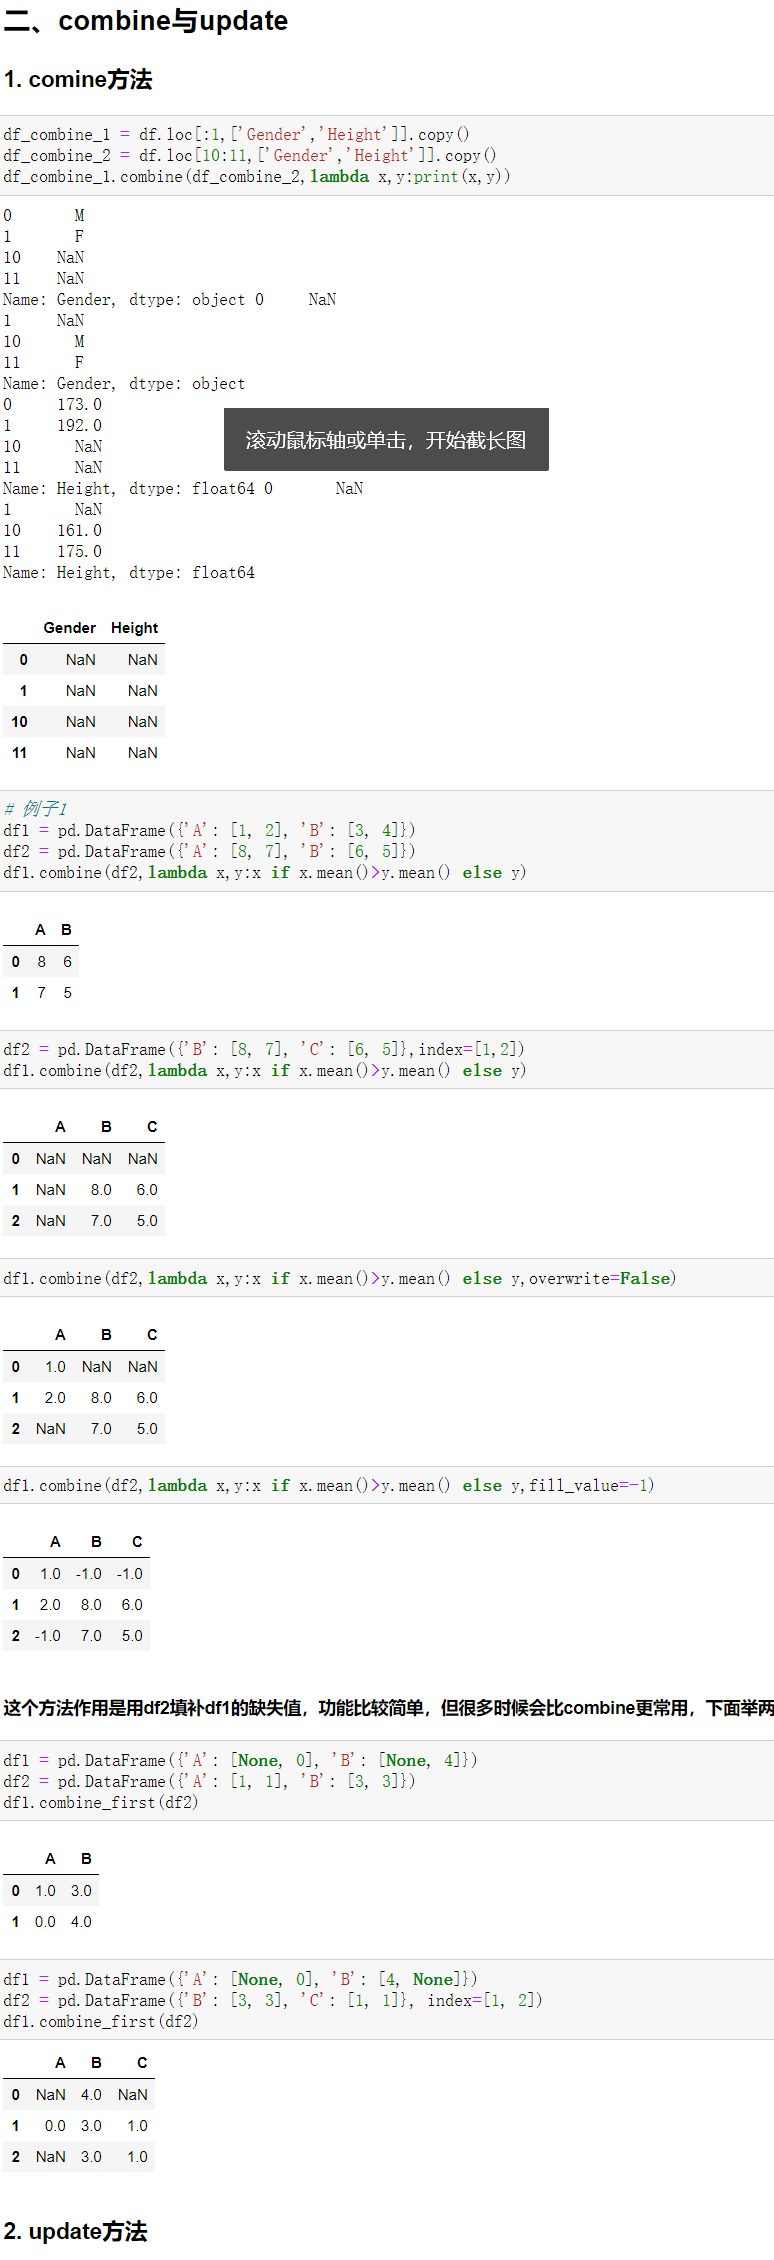 二、combine与update
1. comine方法
df_combine_1 = df.loc[:1,['Gender','Height']].copy()
df_combine_2 = df.loc[10:11,['Gender','Height']].copy()
df_combine_1.combine(df_combine_2,lambda x,y:print(x,y))
0       M
1       F
10    NaN
11    NaN
Name: Gender, dtype: object 0     NaN
1     NaN
10      M
11      F
Name: Gender, dtype: object
0     173.0
1     192.0
10      NaN
11      NaN
滚动鼠标轴或单击，开始截长图
Name: Height, dtype: float64 0       NaN
1       NaN
10    161.0
11    175.0
Name: Height, dtype: float64
Gender Height
0 NaN NaN
1 NaN NaN
10 NaN NaN
11 NaN NaN
# 例子1
df1 = pd.DataFrame({'A': [1, 2], 'B': [3, 4]})
df2 = pd.DataFrame({'A': [8, 7], 'B': [6, 5]})
df1.combine(df2,lambda x,y:x if x.mean()>y.mean() else y)
A B
0 8 6
1 7 5
df2 = pd.DataFrame({'B': [8, 7], 'C': [6, 5]},index=[1,2])
df1.combine(df2,lambda x,y:x if x.mean()>y.mean() else y)
A B C
0 NaN NaN NaN
1 NaN 8.0 6.0
2 NaN 7.0 5.0
df1.combine(df2,lambda x,y:x if x.mean()>y.mean() else y,overwrite=False)
A B C
0 1.0 NaN NaN
1 2.0 8.0 6.0
2 NaN 7.0 5.0
df1.combine(df2,lambda x,y:x if x.mean()>y.mean() else y,fill_value=-1)
A B C
0 1.0 -1.0 -1.0
1 2.0 8.0 6.0
2 -1.0 7.0 5.0
这个方法作用是用df2填补df1的缺失值，功能比较简单，但很多时候会比combine更常用，下面举两
df1 = pd.DataFrame({'A': [None, 0], 'B': [None, 4]})
df2 = pd.DataFrame({'A': [1, 1], 'B': [3, 3]})
df1.combine_first(df2)
A B
0 1.0 3.0
1 0.0 4.0
df1 = pd.DataFrame({'A': [None, 0], 'B': [4, None]})
df2 = pd.DataFrame({'B': [3, 3], 'C': [1, 1]}, index=[1, 2])
df1.combine_first(df2)
A B C
0 NaN 4.0 NaN
1 0.0 3.0 1.0
2 NaN 3.0 1.0
2. update方法